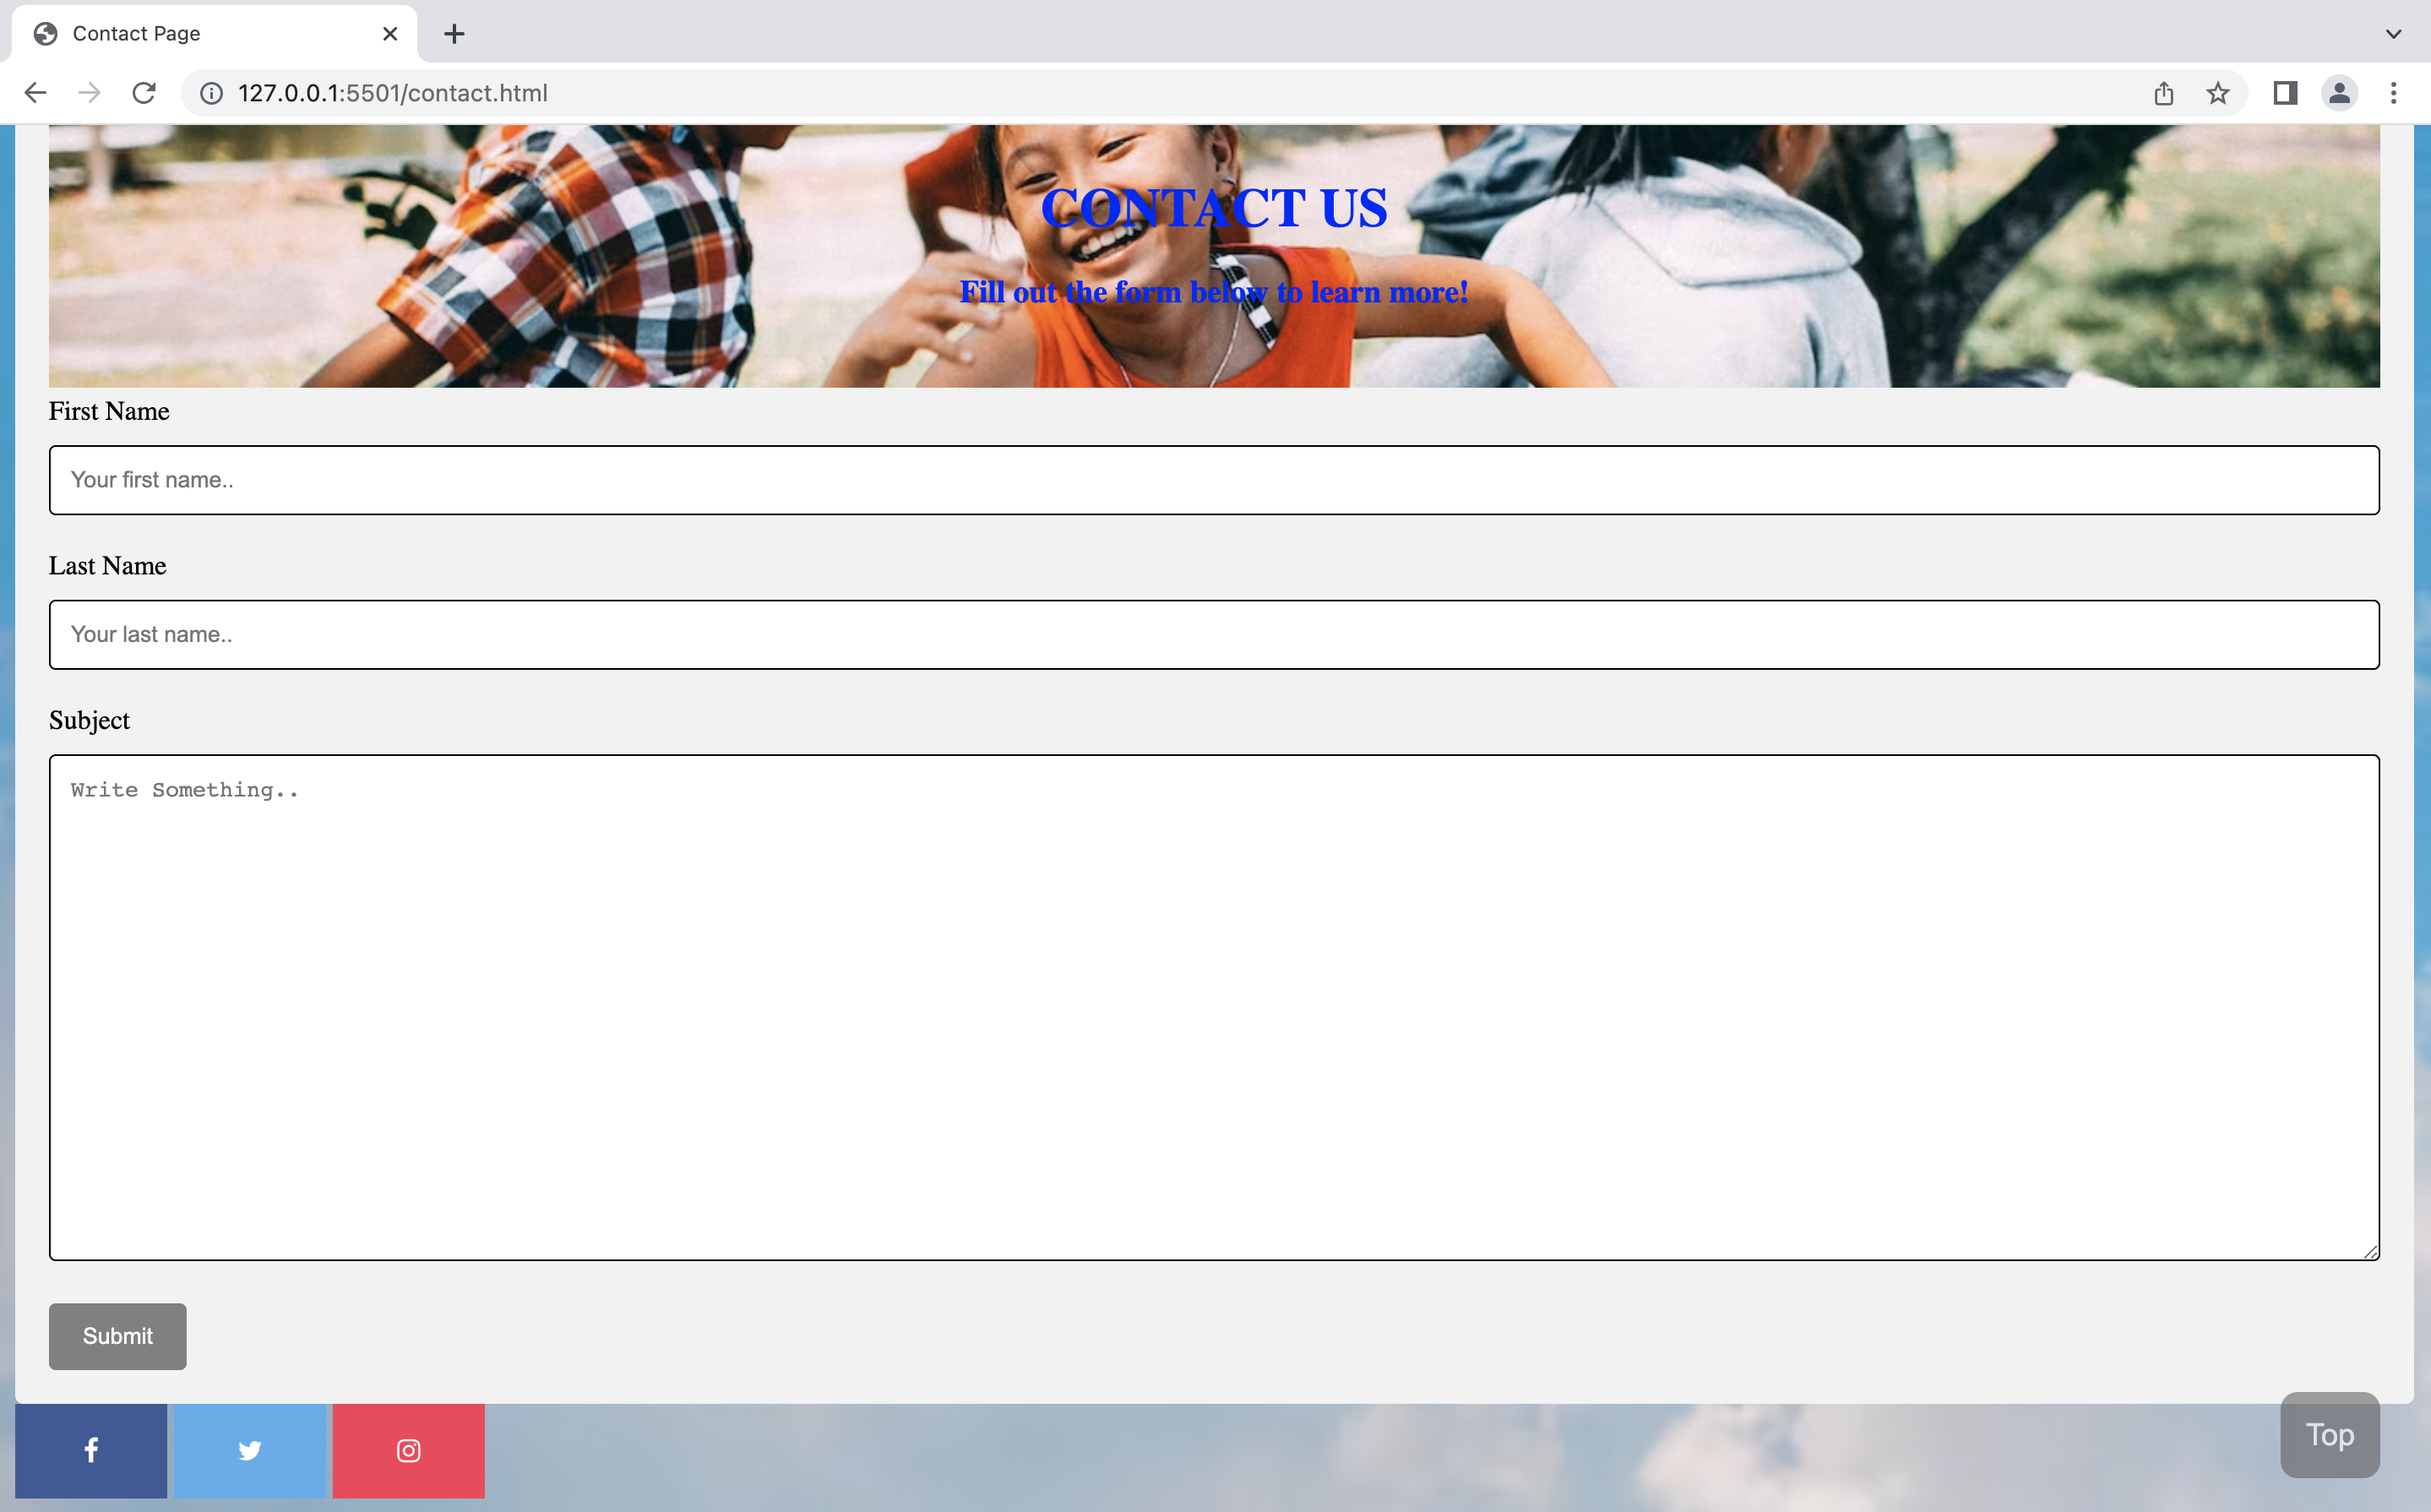 Contact Page
127.0.0.1:5501/contact.html
CONTACT US
Fill out the form below to learn more!
First Name
Your first name..
Last Name
Your last name..
Subject
Write Something..
Submit
Top